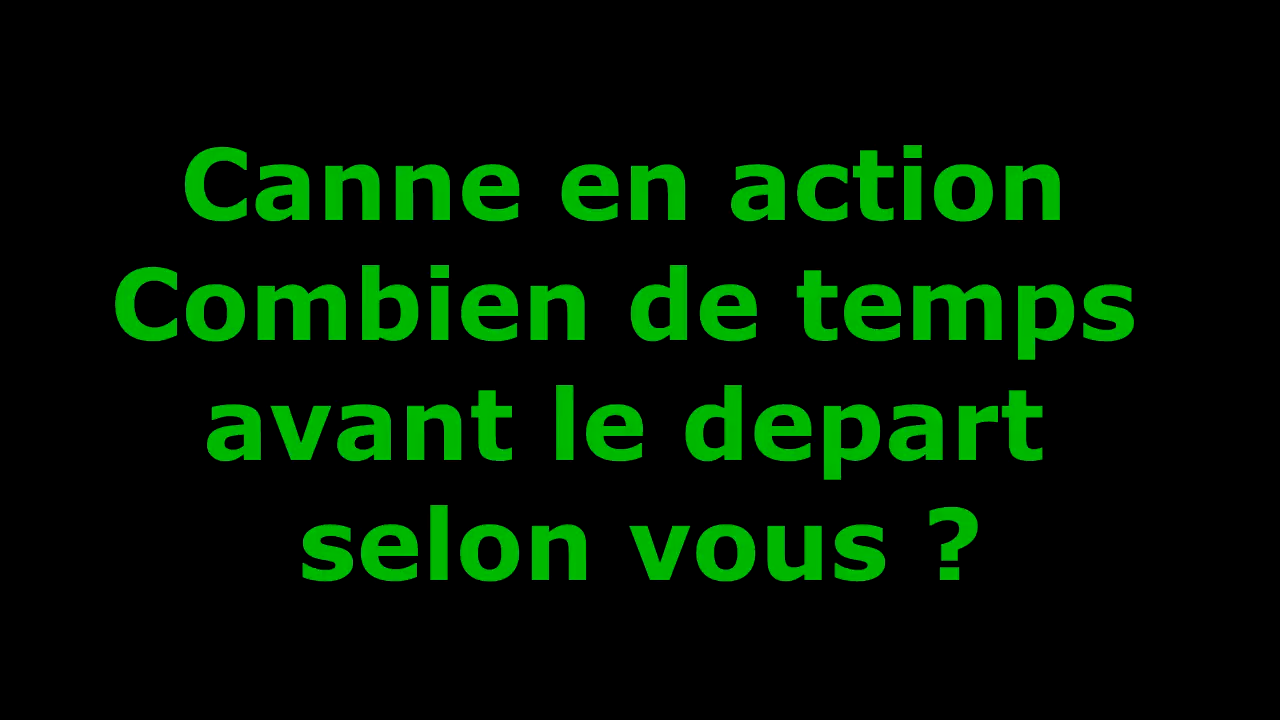 Canne en action
Combien de temps
avant le depart
selon vous ?